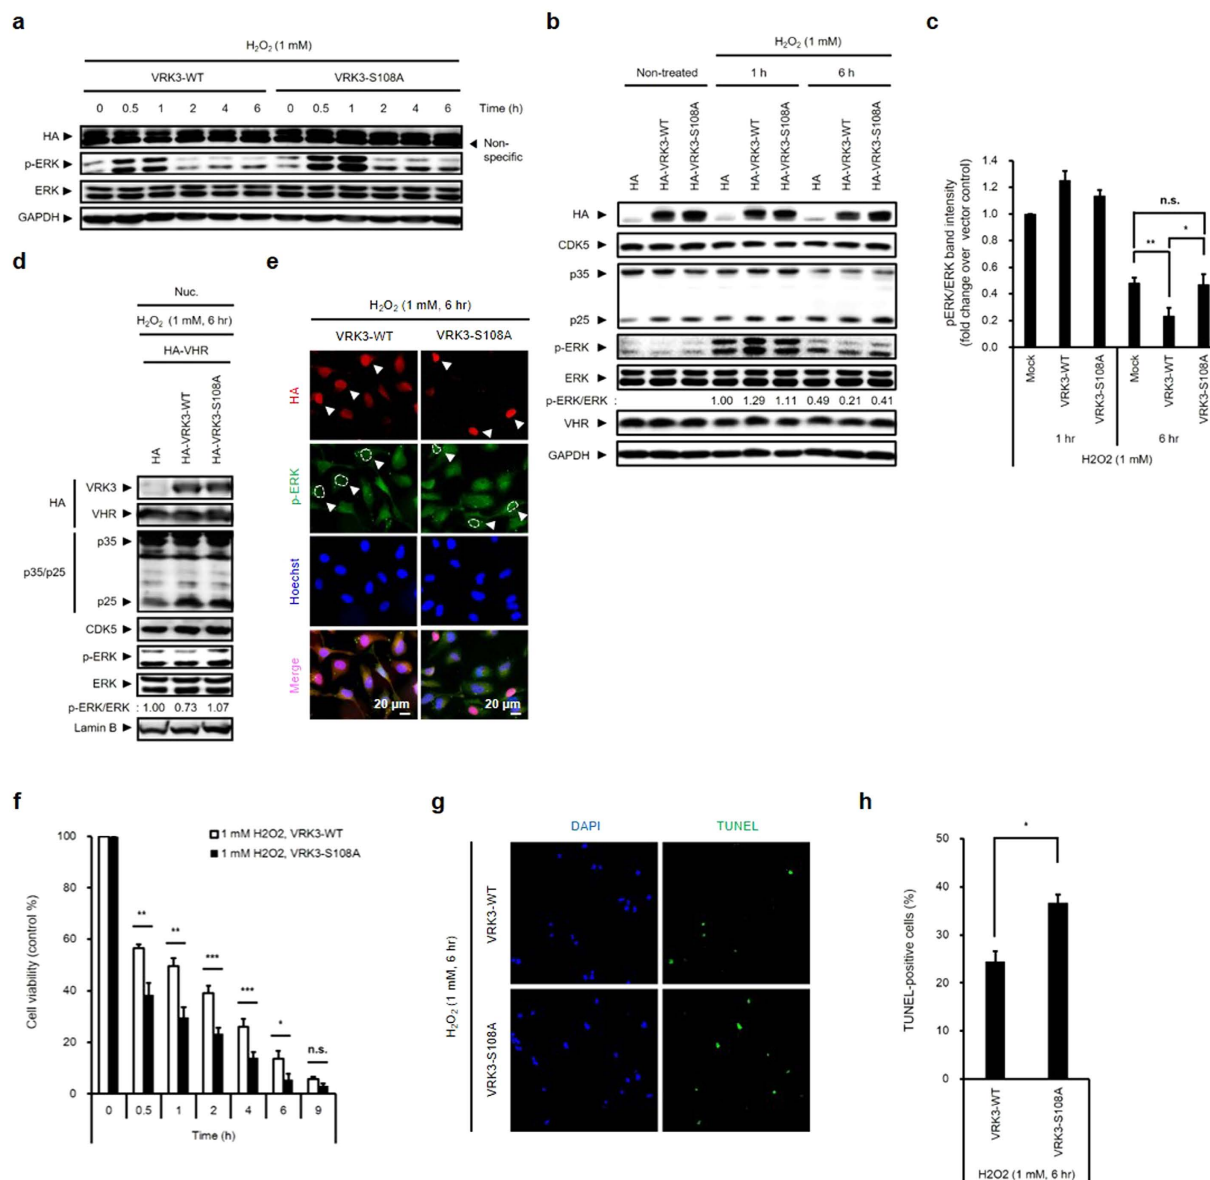 a
H2O2 (1 mM)
VRK3-WT VRK3-S108A
0 0.5 1 2 4 6 0 0.5 1 2 4 6 Time (h)
HA
Non-
specific
p-ERK
ERK
GAPDH
b
H2O2 (1 mM)
Non-treated 1 h 6 h
HA HA-VRK3-WT HA-VRK3-S108A HA HA-VRK3-WT HA-VRK3-S108A HA HA-VRK3-WT HA-VRK3-S108A
HA
CDK5
p35
p25
p-ERK
ERK
p-ERK/ERK : 1.00 1.29 1.11 0.49 0.21 0.41
VHR
GAPDH
c
pERK/ERK band intensity
(fold change over vector control)
1.4
1.2
1.0
0.8
0.6
0.4
0.2
0.0
n.s.
** *
Mock VRK3-WT VRK3-S108A Mock VRK3-WT VRK3-S108A
1 hr 6 hr
H2O2 (1 mM)
d
Nuc.
H2O2 (1 mM, 6 hr)
HA-VHR
HA HA-VRK3-WT HA-VRK3-S108A
HA
VRK3
VHR
p35/p25
p35
p25
CDK5
p-ERK
ERK
p-ERK/ERK : 1.00 0.73 1.07
Lamin B
e
H2O2 (1 mM, 6 hr)
VRK3-WT VRK3-S108A
HA
p-ERK
Hoechst
Merge
20 µm 20 µm
f
Cell viability (control %)
100
80
60
40
20
0
1 mM H2O2, VRK3-WT
1 mM H2O2, VRK3-S108A
** ** *** *** * n.s.
0 0.5 1 2 4 6 9
Time (h)
g
DAPI TUNEL
H2O2 (1 mM, 6 hr)
VRK3-WT
VRK3-S108A
h
TUNEL-positive cells (%)
50
40
30
20
10
0
*
VRK3-WT VRK3-S108A
H2O2 (1 mM, 6 hr)